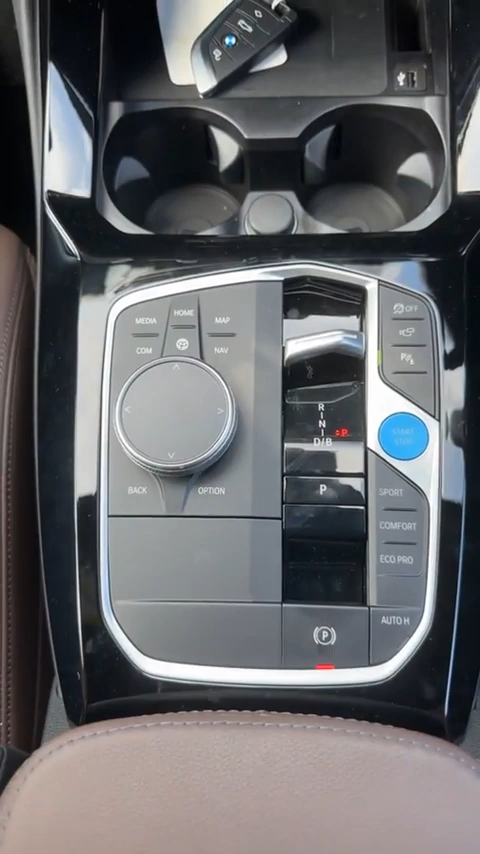 OFF
MEDIA
HOME
MAP
COM
NAV
R
N
P
N
D/B
START
STOP
BACK
OPTION
P
SPORT
COMFORT
ECO PRO
P
AUTO H